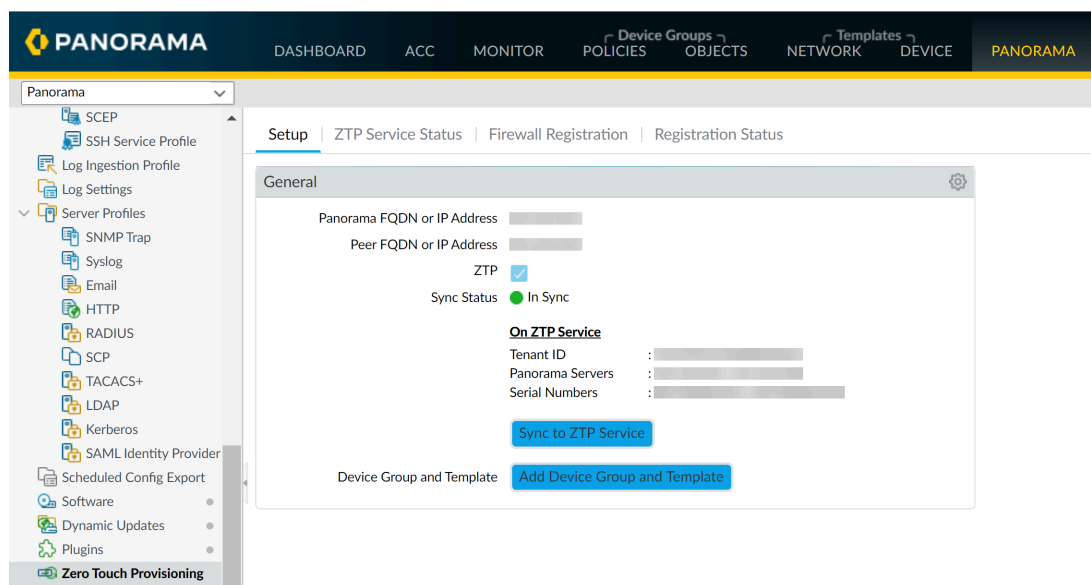 PANORAMA
Device Groups
Templates
DASHBOARD ACC MONITOR POLICIES OBJECTS NETWORK DEVICE PANORAMA
Panorama
SCEP
SSH Service Profile
Log Ingestion Profile
Log Settings
Server Profiles
SNMP Trap
Syslog
Email
HTTP
RADIUS
SCP
TACACS+
LDAP
Kerberos
SAML Identity Provider
Scheduled Config Export
Software
Dynamic Updates
Plugins
Zero Touch Provisioning
Setup ZTP Service Status Firewall Registration Registration Status
General
Panorama FQDN or IP Address
Peer FQDN or IP Address
ZTP
Sync Status In Sync
On ZTP Service
Tenant ID :
Panorama Servers :
Serial Numbers :
Sync to ZTP Service
Device Group and Template Add Device Group and Template